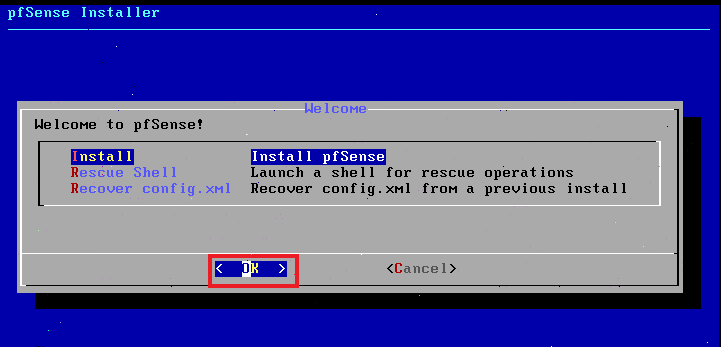 pfSense Installer
Welcome
Welcome to pfSense!
Install Install pfSense
Rescue Shell Launch a shell for rescue operations
Recover config.xml Recover config.xml from a previous install
< OK > <Cancel>